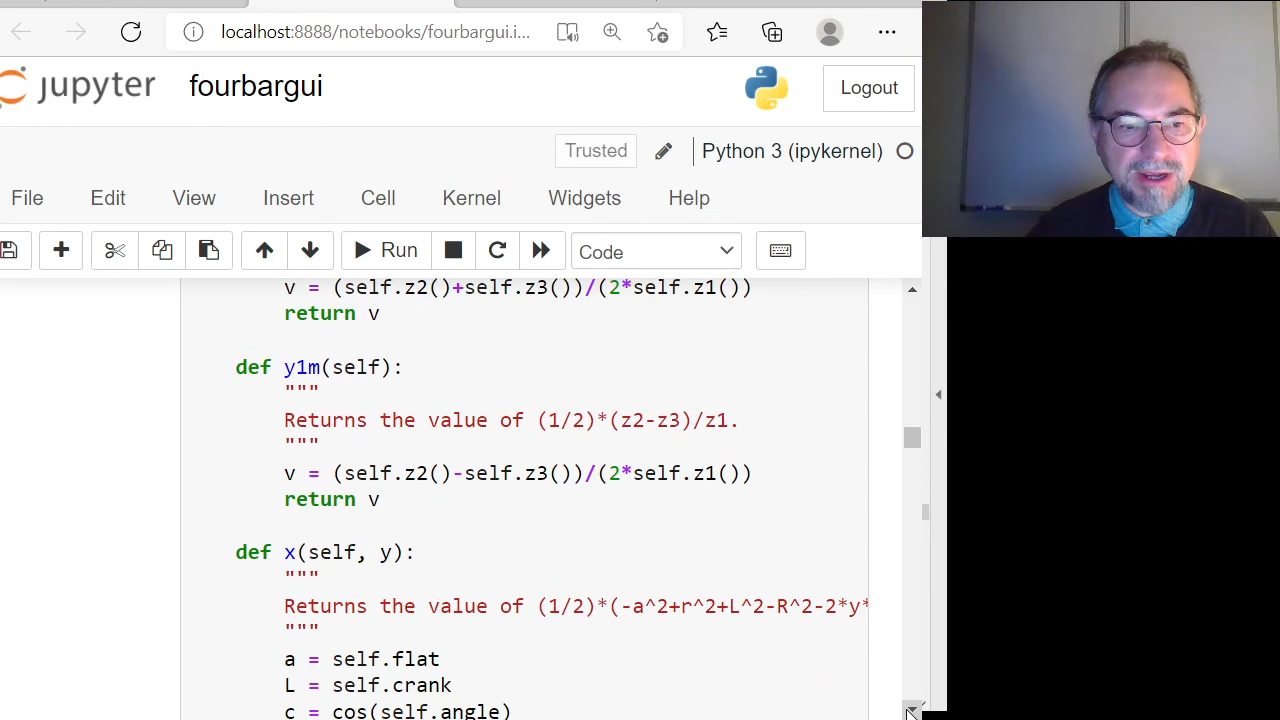 localhost:8888/notebooks/fourbargui.i...
jupyter fourbargui
Logout
Trusted
Python 3 (ipykernel)
File Edit View Insert Cell Kernel Widgets Help
Run
Code
v = (self.z2()+self.z3())/(2*self.z1())
return v
def y1m(self):
"""
Returns the value of (1/2)*(z2-z3)/z1.
"""
v = (self.z2()-self.z3())/(2*self.z1())
return v
def x(self, y):
"""
Returns the value of (1/2)*(-a^2+r^2+L^2-R^2-2*y*
"""
a = self.flat
L = self.crank
c = cos(self.angle)